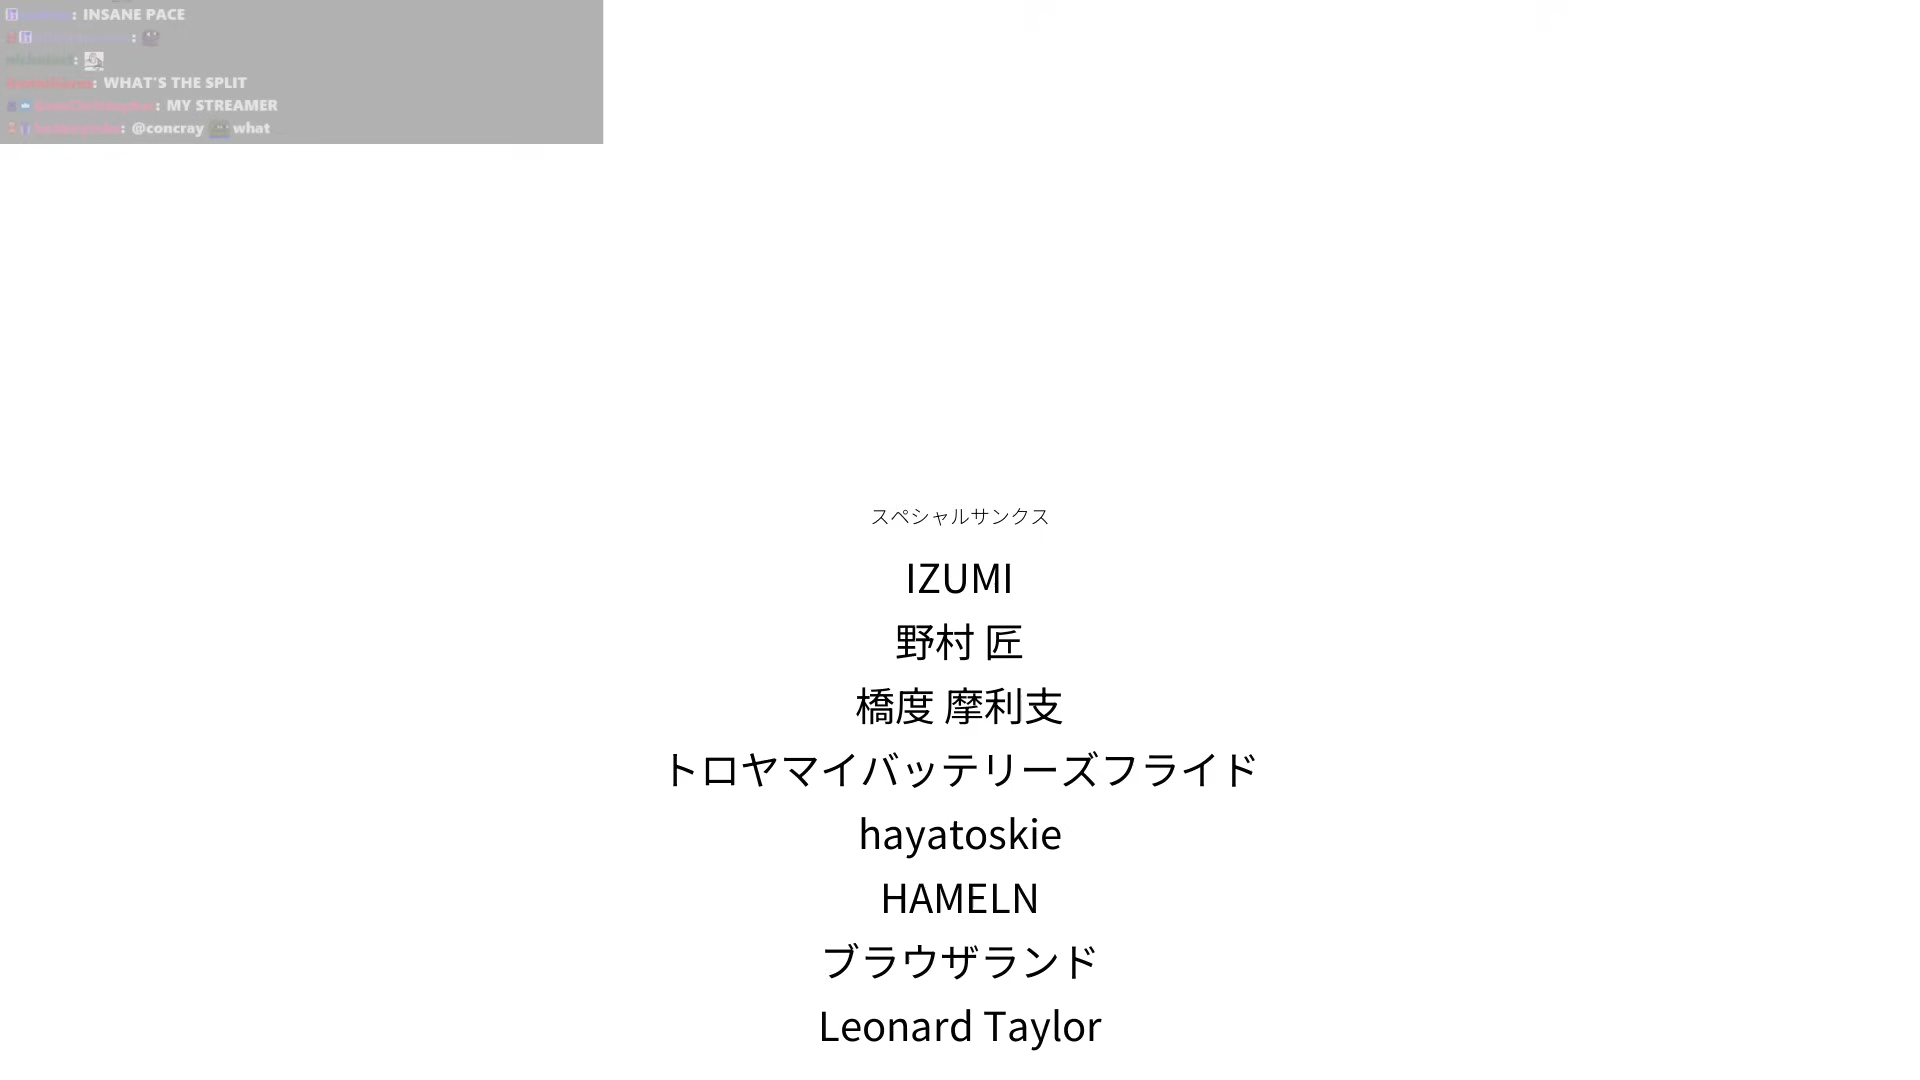 : INSANE PACE
:
:
: WHAT'S THE SPLIT
: MY STREAMER
: @concray what
スペシャルサンクス
IZUMI
野村 匠
橋度 摩利支
トロヤマイバッテリーズフライド
hayatoskie
HAMELN
ブラウザランド
Leonard Taylor